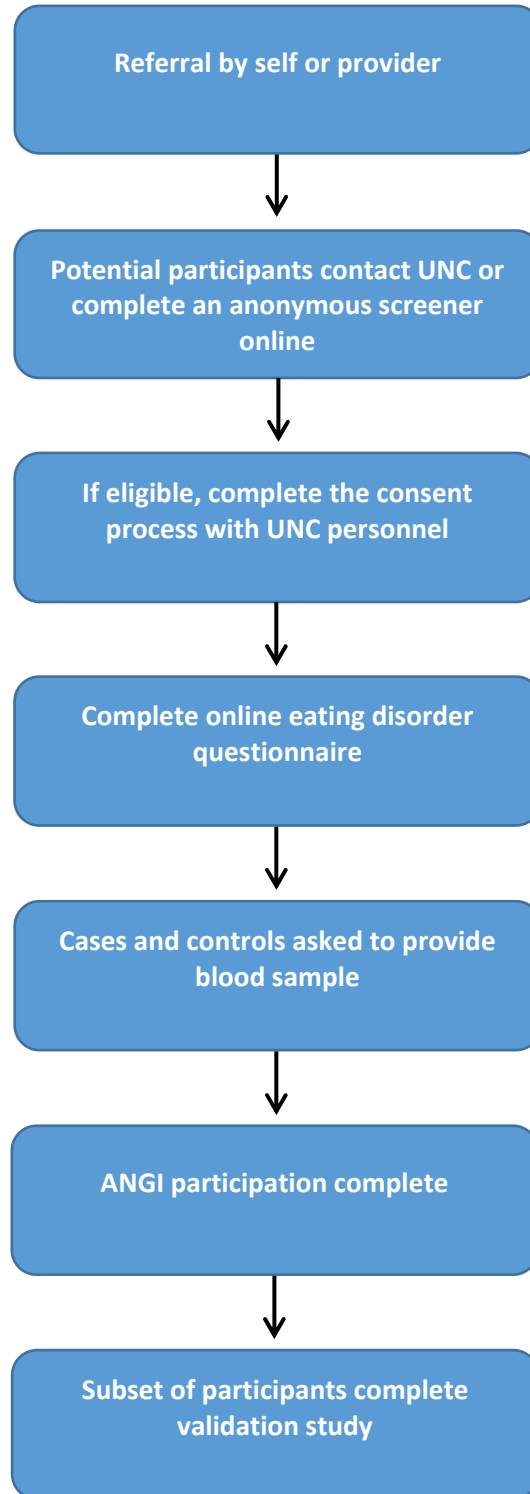 Referral by self or provider
Potential participants contact UNC or
complete an anonymous screener
online
If eligible, complete the consent
process with UNC personnel
Complete online eating disorder
questionnaire
Cases and controls asked to provide
blood sample
ANGI participation complete
Subset of participants complete
validation study